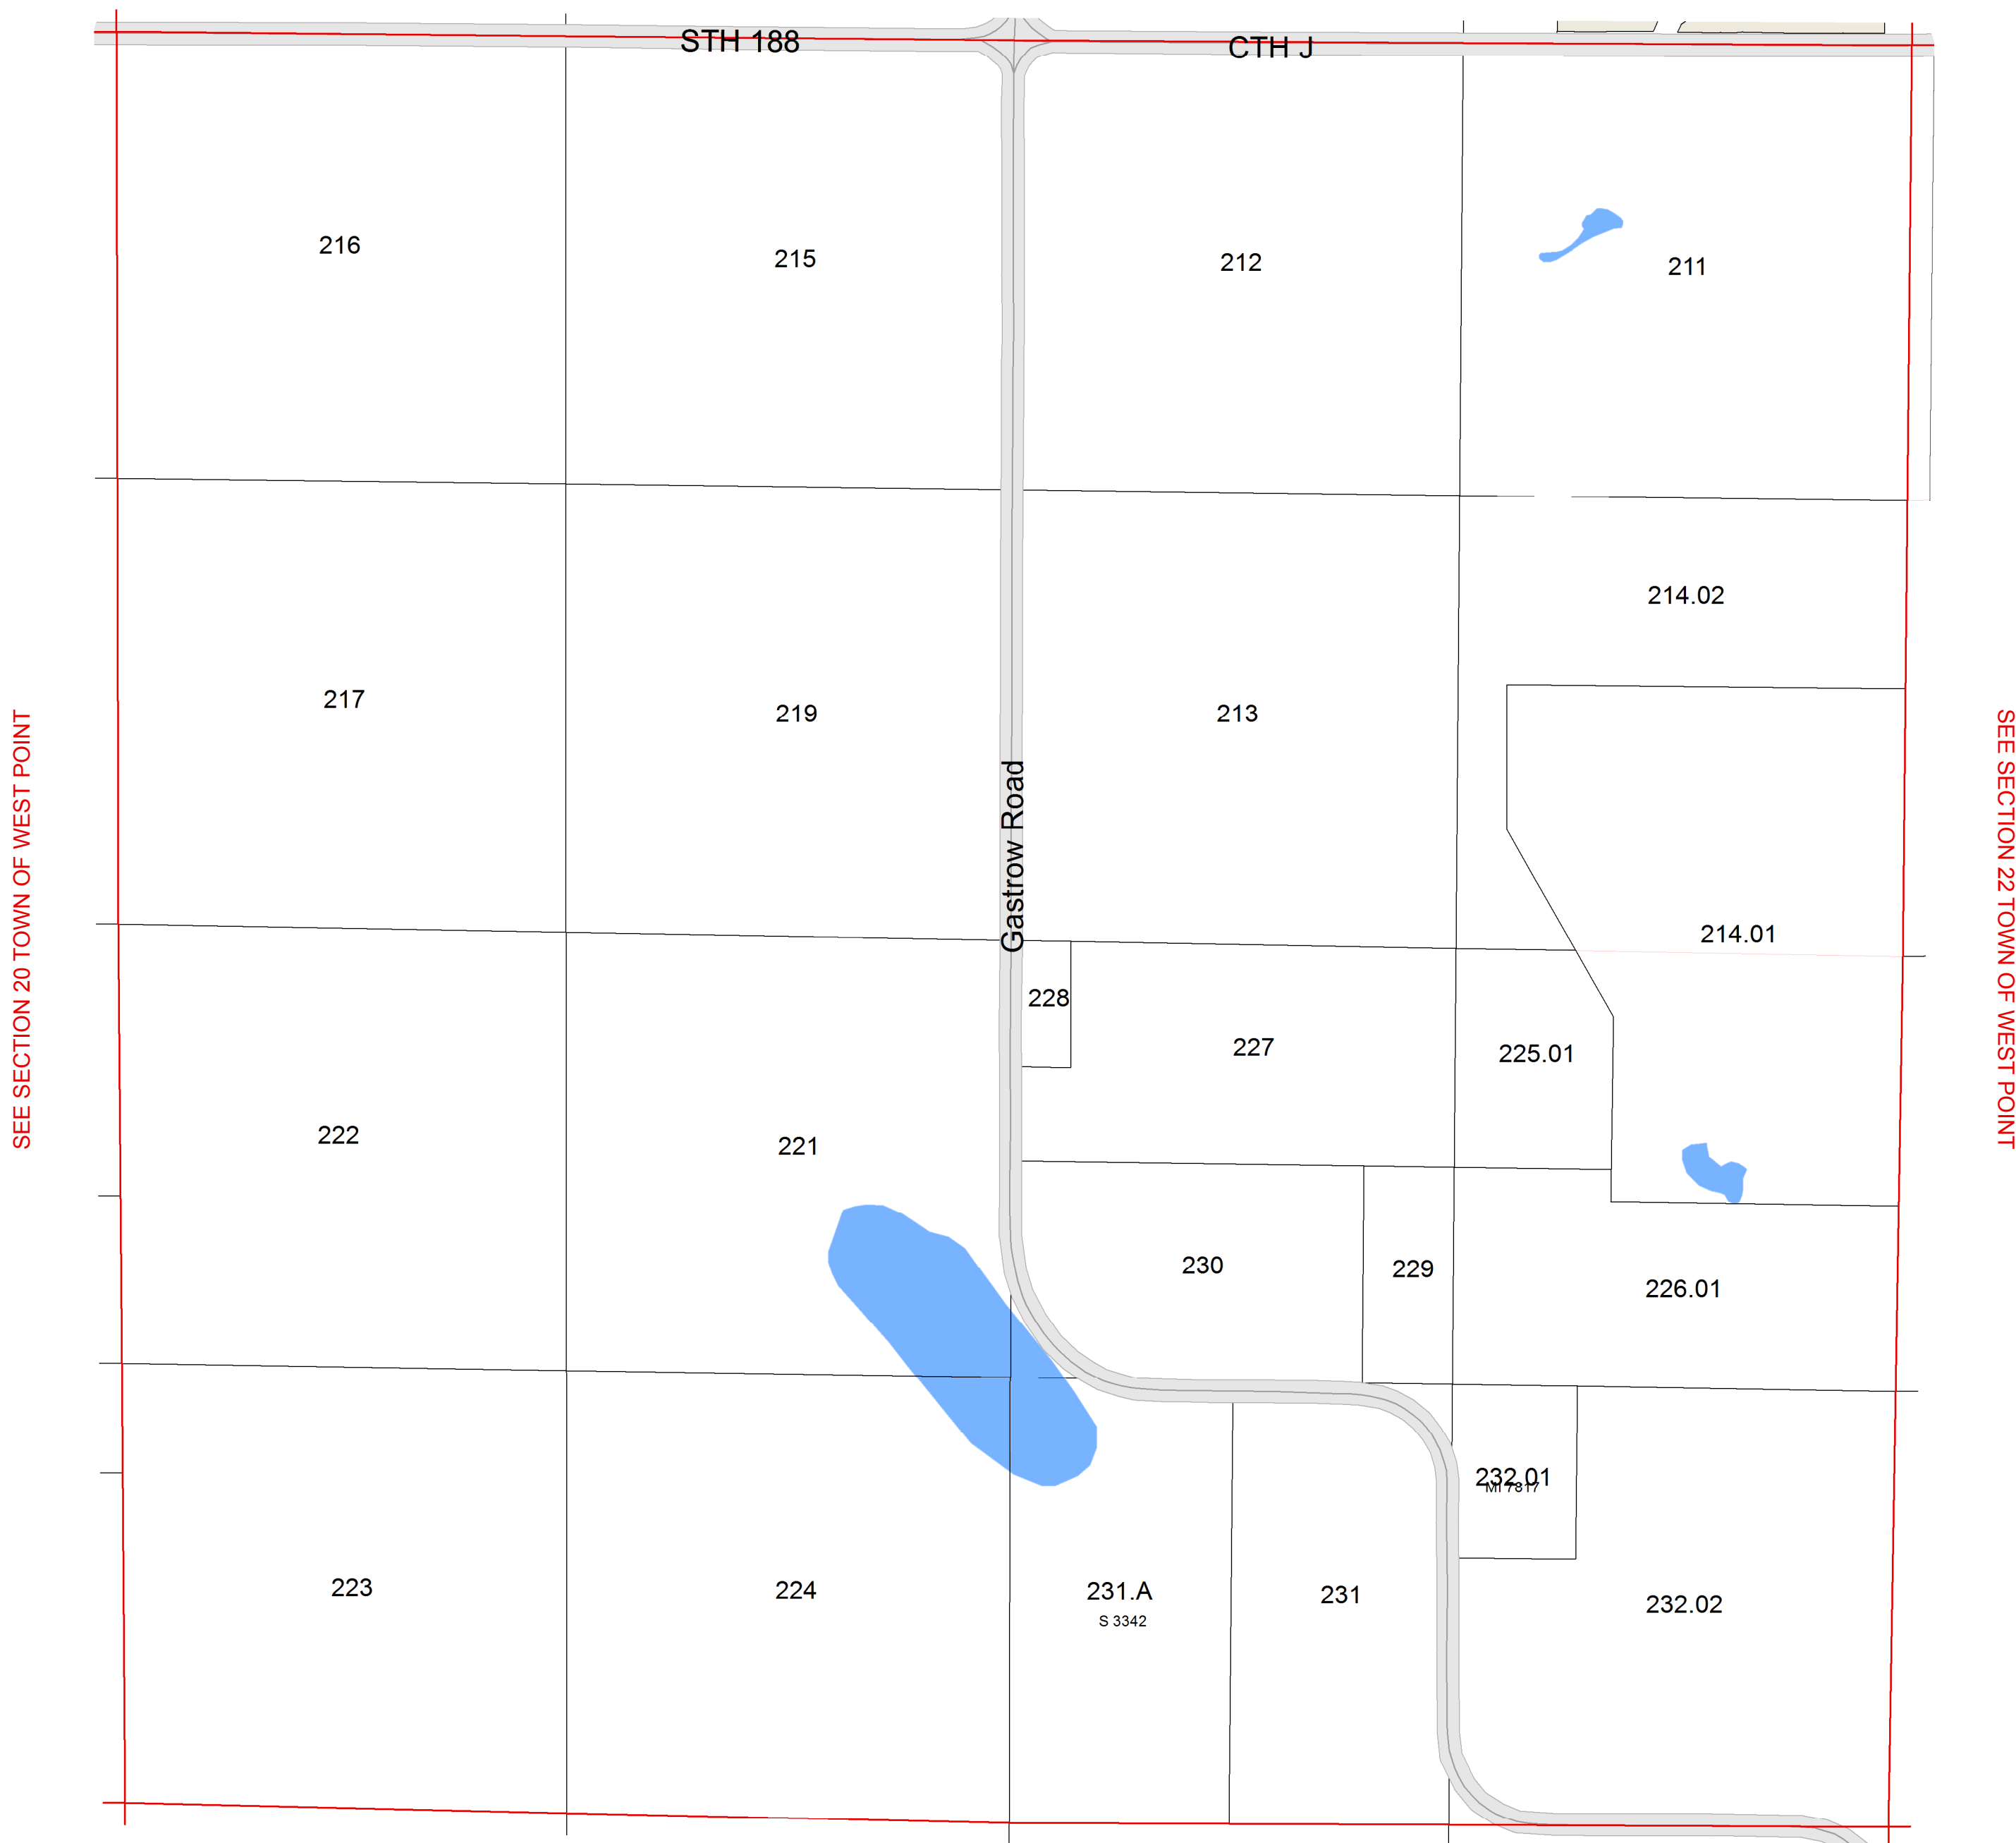 STH 188
CTH J
216
215
212
211
214.02
217
219
213
Gastrow Road
SEE SECTION 20 TOWN OF WEST POINT
SEE SECTION 22 TOWN OF WEST POINT
214.01
228
227
225.01
222
221
230
229
226.01
232.01
MI 7817
223
224
231.A
S 3342
231
232.02